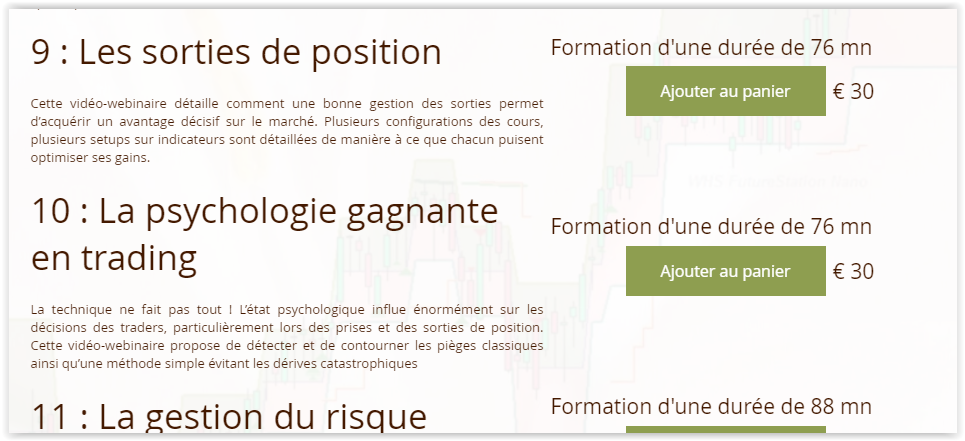 9 : Les sorties de position
Formation d'une durée de 76 mn
Ajouter au panier € 30
Cette vidéo-webinaire détaille comment une bonne gestion des sorties permet
d’acquérir un avantage décisif sur le marché. Plusieurs configurations des cours,
plusieurs setups sur indicateurs sont détaillées de manière à ce que chacun puisent
optimiser ses gains.
10 : La psychologie gagnante
en trading
Formation d'une durée de 76 mn
Ajouter au panier € 30
La technique ne fait pas tout ! L’état psychologique influe énormément sur les
décisions des traders, particulièrement lors des prises et des sorties de position.
Cette vidéo-webinaire propose de détecter et de contourner les pièges classiques
ainsi qu’une méthode simple évitant les dérives catastrophiques
11 : La gestion du risque
Formation d'une durée de 88 mn